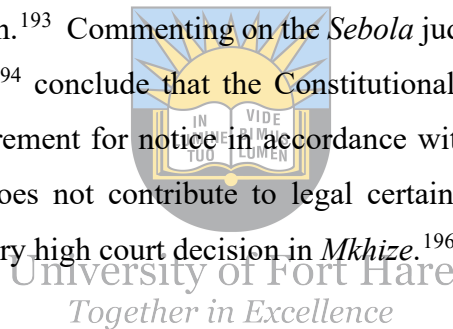 n.193 Commenting on the Sebola jud
94 conclude that the Constitutional
IN VIDE
LUMINE BIMUS
TUO LUMEN
rement for notice in accordance wit
oes not contribute to legal certain
ry high court decision in Mkhize.196
University of Fort Hare
Together in Excellence